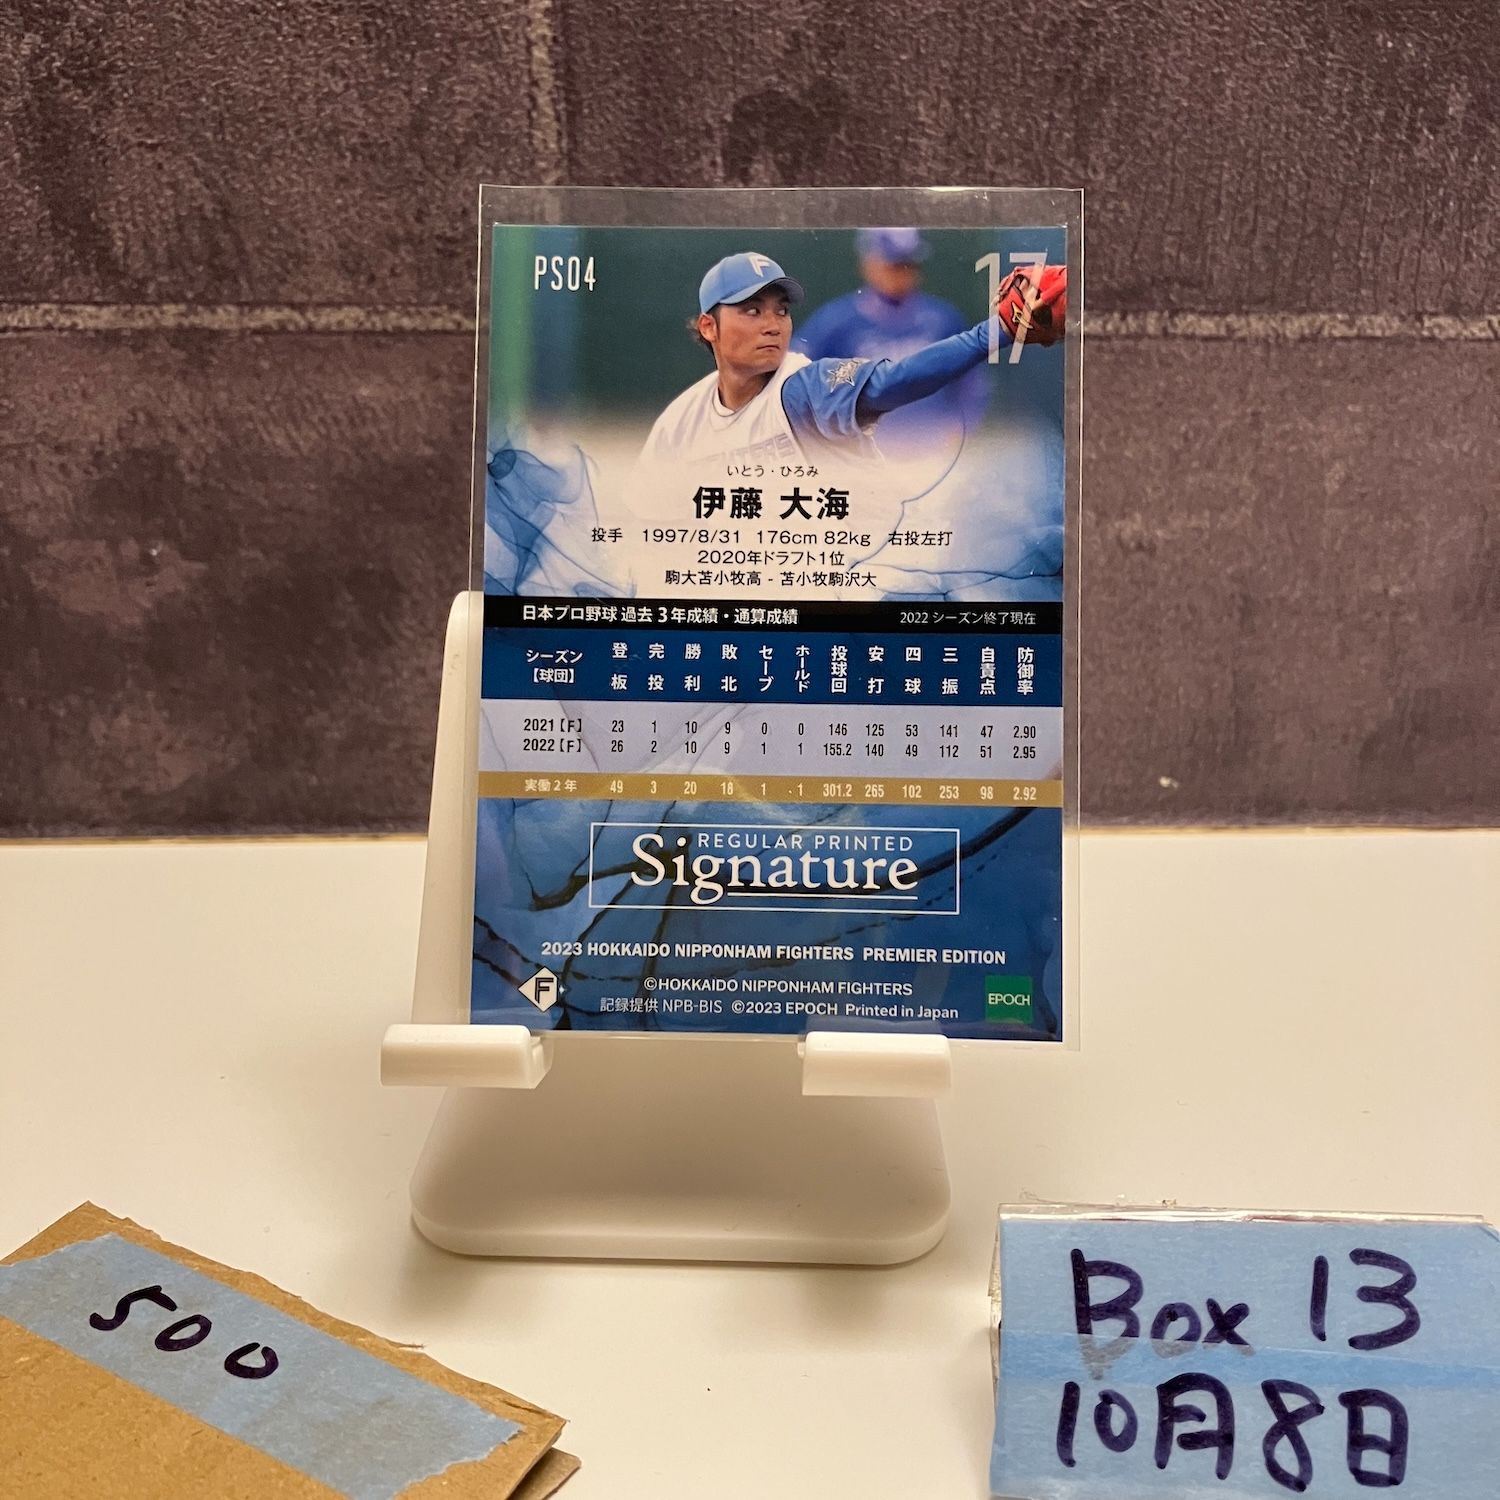 PS04
17
いとう・ひろみ
伊藤 大海
投手 1997/8/31 176cm 82kg 右投左打
2020年ドラフト1位
駒大苫小牧高 - 苫小牧駒沢大
日本プロ野球 過去3年成績・通算成績 2022 シーズン終了現在
シーズン【球団】 登板 完投 勝利 敗北 セーブ ホールド 投球回 安打 四球 三振 自責点 防御率
2021【F】 23 1 10 9 0 0 146 125 53 141 47 2.90
2022【F】 26 2 10 9 1 1 155.2 140 49 112 51 2.95
実働2年 49 3 20 18 1 1 301.2 265 102 253 98 2.92
REGULAR PRINTED
Signature
2023 HOKKAIDO NIPPONHAM FIGHTERS PREMIER EDITION
F
©HOKKAIDO NIPPONHAM FIGHTERS
記録提供 NPB-BIS ©2023 EPOCH Printed in Japan
EPOCH
500
Box 13
10月8日